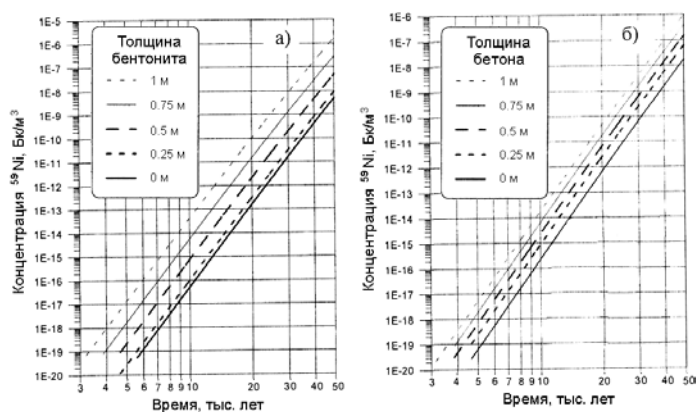 а)
Толщина
бентонита
1 м
0.75 м
0.5 м
0.25 м
0 м
1E-5
1E-6
1E-7
1E-8
1E-9
1E-10
1E-11
1E-12
1E-13
1E-14
1E-15
1E-16
1E-17
1E-18
1E-19
1E-20
Концентрация ⁵⁹Ni, Бк/м³
3 4 5 6 7 8 9 10 20 30 40 50
Время, тыс. лет
б)
Толщина
бетона
1 м
0.75 м
0.5 м
0.25 м
0 м
1E-6
1E-7
1E-8
1E-9
1E-10
1E-11
1E-12
1E-13
1E-14
1E-15
1E-16
1E-17
1E-18
1E-19
1E-20
Концентрация ⁵⁹Ni, Бк/м³
3 4 5 6 7 8 9 10 20 30 40 50
Время, тыс. лет